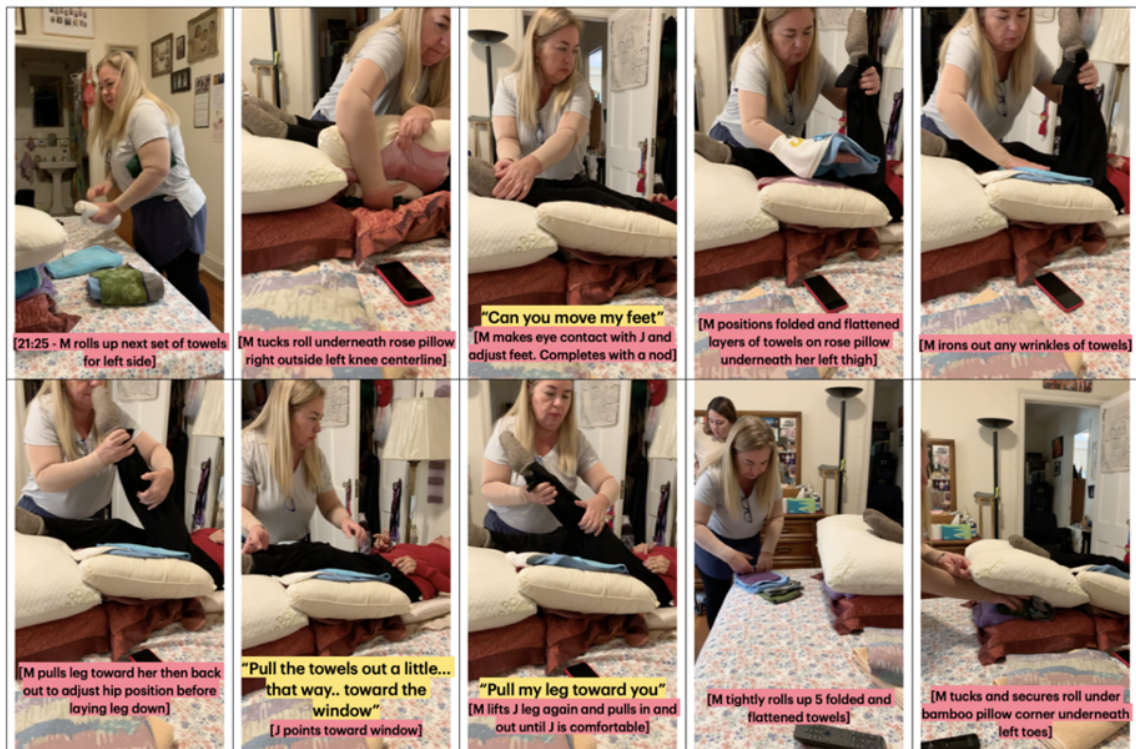 [21:25 - M rolls up next set of towels
for left side]
[M tucks roll underneath rose pillow
right outside left knee centerline]
“Can you move my feet”
[M makes eye contact with J and
adjust feet. Completes with a nod]
[M positions folded and flattened
layers of towels on rose pillow
underneath her left thigh]
[M irons out any wrinkles of towels]
[M pulls leg toward her then back
out to adjust hip position before
laying leg down]
“Pull the towels out a little...
that way.. toward the
window”
[J points toward window]
“Pull my leg toward you”
[M lifts J leg again and pulls in and
out until J is comfortable]
[M tightly rolls up 5 folded and
flattened towels]
[M tucks and secures roll under
bamboo pillow corner underneath
left toes]